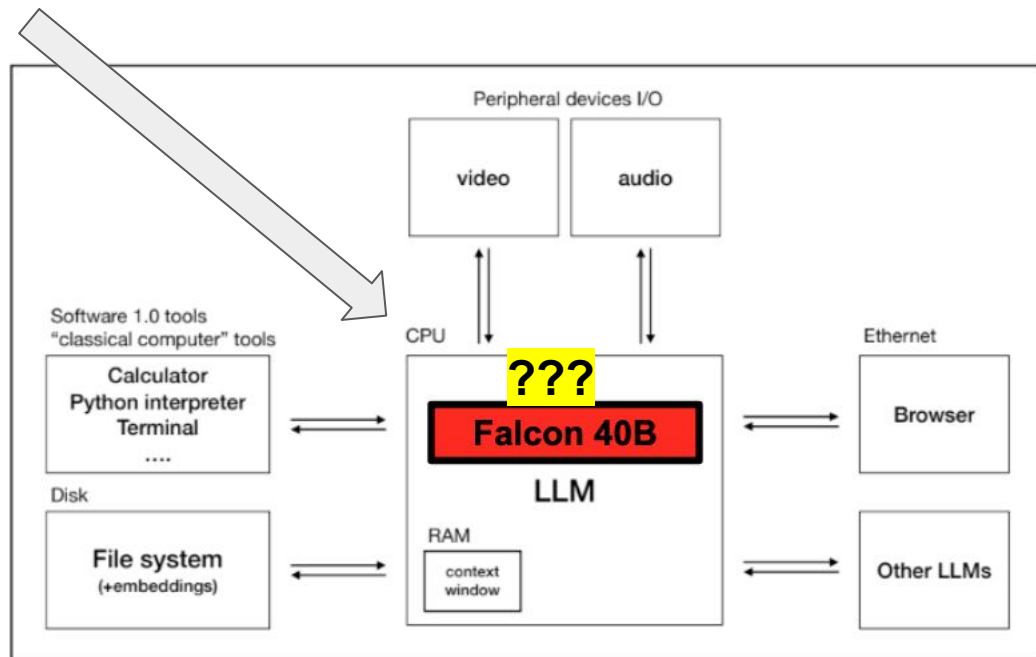 Peripheral devices I/O
video
audio
Software 1.0 tools
“classical computer” tools
Calculator
Python interpreter
Terminal
....
CPU
???
Falcon 40B
LLM
RAM
context
window
Ethernet
Browser
Disk
File system
(+embeddings)
Other LLMs